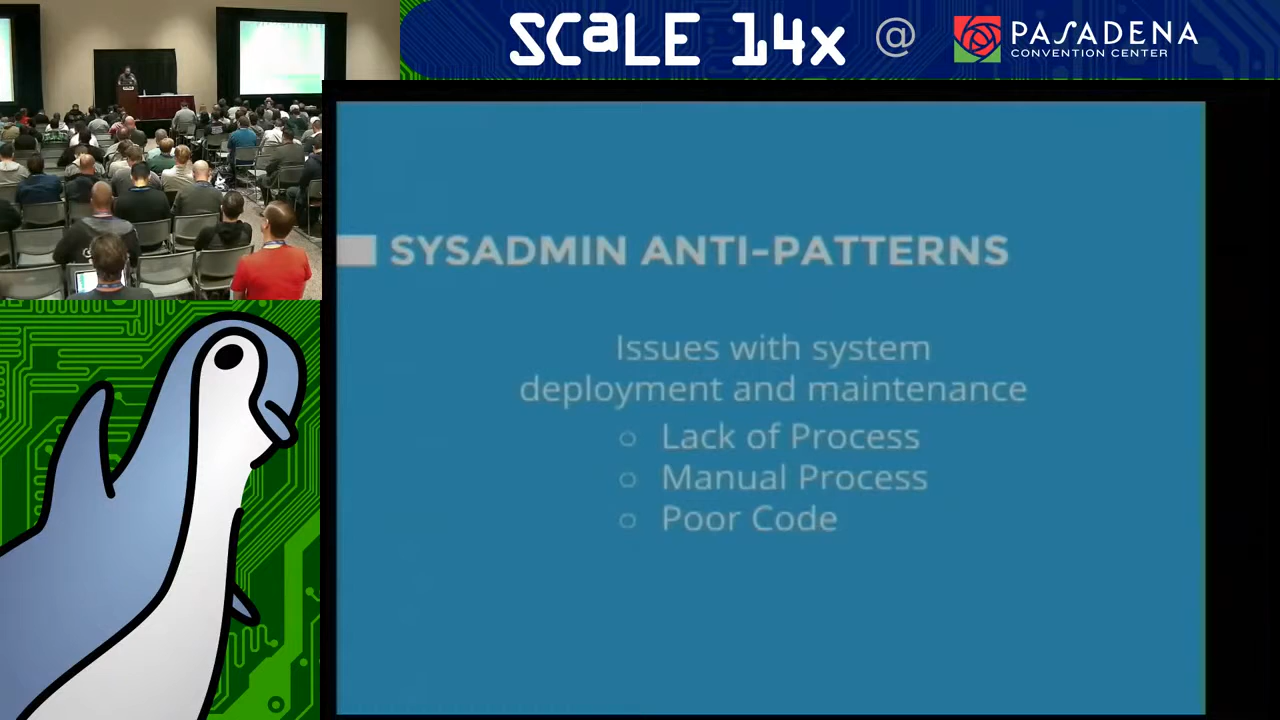 SCaLE 14x @ PASADENA
CONVENTION CENTER
SYSADMIN ANTI-PATTERNS
Issues with system
deployment and maintenance
○ Lack of Process
○ Manual Process
○ Poor Code